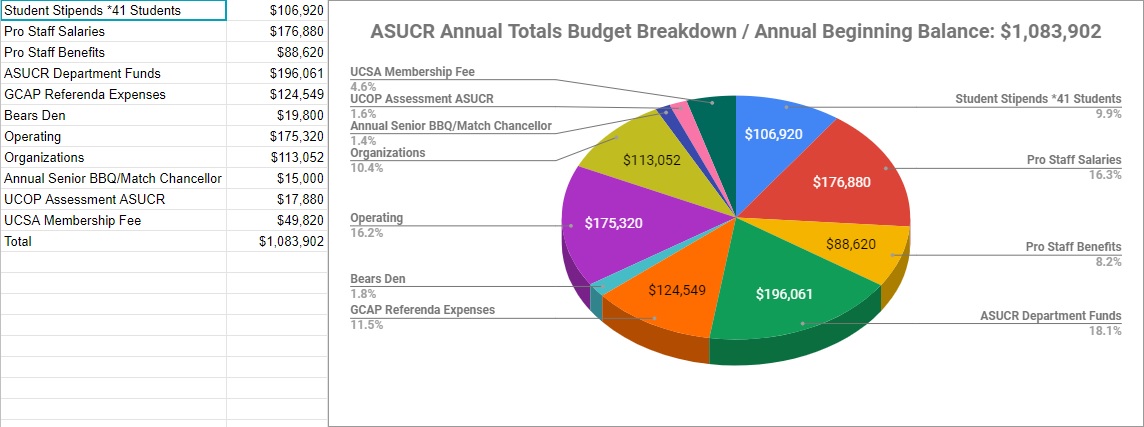 Student Stipends *41 Students $106,920
Pro Staff Salaries $176,880
Pro Staff Benefits $88,620
ASUCR Department Funds $196,061
GCAP Referenda Expenses $124,549
Bears Den $19,800
Operating $175,320
Organizations $113,052
Annual Senior BBQ/Match Chancellor $15,000
UCOP Assessment ASUCR $17,880
UCSA Membership Fee $49,820
Total $1,083,902
ASUCR Annual Totals Budget Breakdown / Annual Beginning Balance: $1,083,902
UCSA Membership Fee
4.6%
UCOP Assessment ASUCR
1.6%
Annual Senior BBQ/Match Chancellor
1.4%
Organizations
10.4%
Operating
16.2%
Bears Den
1.8%
GCAP Referenda Expenses
11.5%
$106,920
$176,880
$88,620
$196,061
$124,549
$175,320
$113,052
Student Stipends *41 Students
9.9%
Pro Staff Salaries
16.3%
Pro Staff Benefits
8.2%
ASUCR Department Funds
18.1%